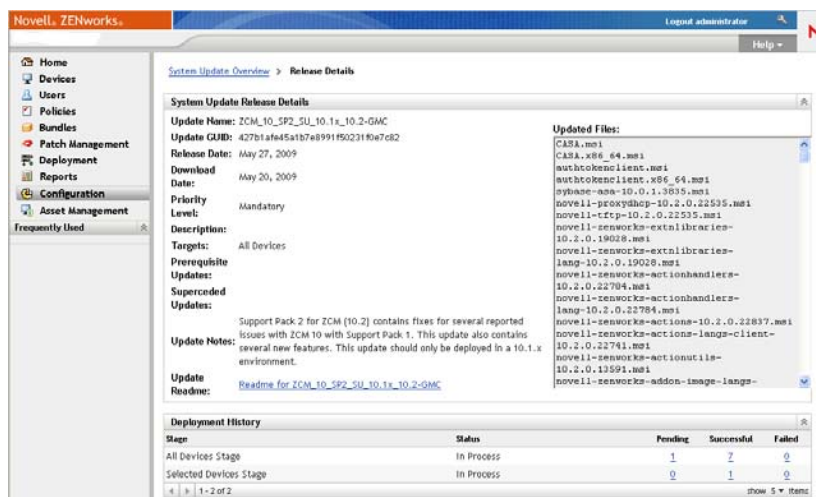 Novell® ZENworks®
Logout administrator
Help
N
Home
Devices
Users
Policies
Bundles
Patch Management
Deployment
Reports
Configuration
Asset Management
Frequently Used
System Update Overview > Release Details
System Update Release Details
Update Name: ZCM_10_SP2_SU_10.1x_10.2-GMC
Update GUID: 427b1afe45a1b7e8991f50231f0e7c82
Release Date: May 27, 2009
Download Date: May 20, 2009
Priority Level: Mandatory
Description:
Targets: All Devices
Prerequisite Updates:
Superceded Updates:
Update Notes: Support Pack 2 for ZCM (10.2) contains fixes for several reported
issues with ZCM 10 with Support Pack 1. This update also contains
several new features. This update should only be deployed in a 10.1.x
environment.
Update Readme: Readme for ZCM_10_SP2_SU_10.1x_10.2-GMC
Updated Files:
CASA.msi
CASA.x86_64.msi
authtokenclient.msi
authtokenclient.x86_64.msi
sybase-asa-10.0.1.3835.msi
novell-proxydhcp-10.2.0.22535.msi
novell-tftp-10.2.0.22535.msi
novell-zenworks-extnlibraries-
10.2.0.19028.msi
novell-zenworks-extnlibraries-
lang-10.2.0.19028.msi
novell-zenworks-actionhandlers-
10.2.0.22784.msi
novell-zenworks-actionhandlers-
lang-10.2.0.22784.msi
novell-zenworks-actions-10.2.0.22837.msi
novell-zenworks-actions-langs-client-
10.2.0.22741.msi
novell-zenworks-actionutils-
10.2.0.13591.msi
novell-zenworks-addon-image-langs-
Deployment History
Stage Status Pending Successful Failed
All Devices Stage In Process 1 7 0
Selected Devices Stage In Process 0 1 0
1 - 2 of 2 show 5 items